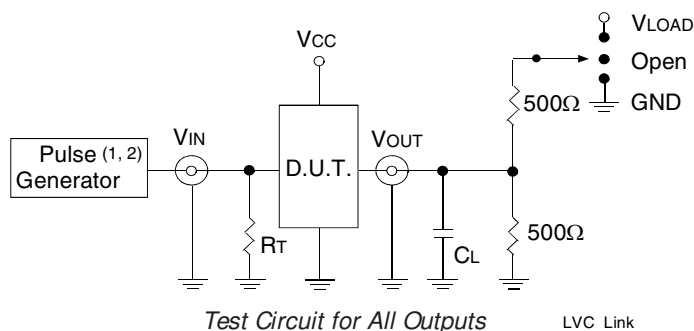 VLOAD
VCC
Open
500Ω
GND
VIN
VOUT
Pulse (1, 2)
Generator
D.U.T.
RT
CL
500Ω
Test Circuit for All Outputs
LVC Link